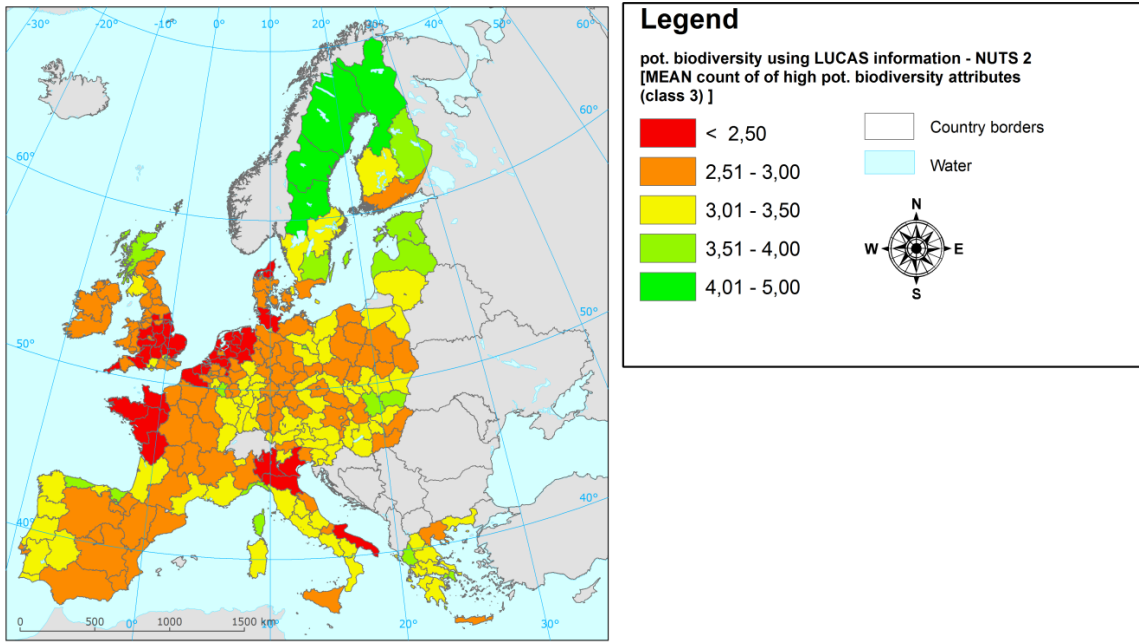 -30°
-20°
-10°
0°
10°
20°
30°
40°
50°
60°
60°
60°
50°
50°
40°
40°
0 500 1000 1500 km
0°
10°
20°
30°
Legend
pot. biodiversity using LUCAS information - NUTS 2
[MEAN count of of high pot. biodiversity attributes
(class 3) ]
< 2,50
2,51 - 3,00
3,01 - 3,50
3,51 - 4,00
4,01 - 5,00
Country borders
Water
N
W E
S